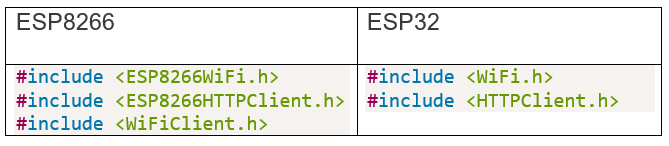 ESP8266
ESP32
#include <ESP8266WiFi.h>
#include <ESP8266HTTPClient.h>
#include <WiFiClient.h>
#include <WiFi.h>
#include <HTTPClient.h>